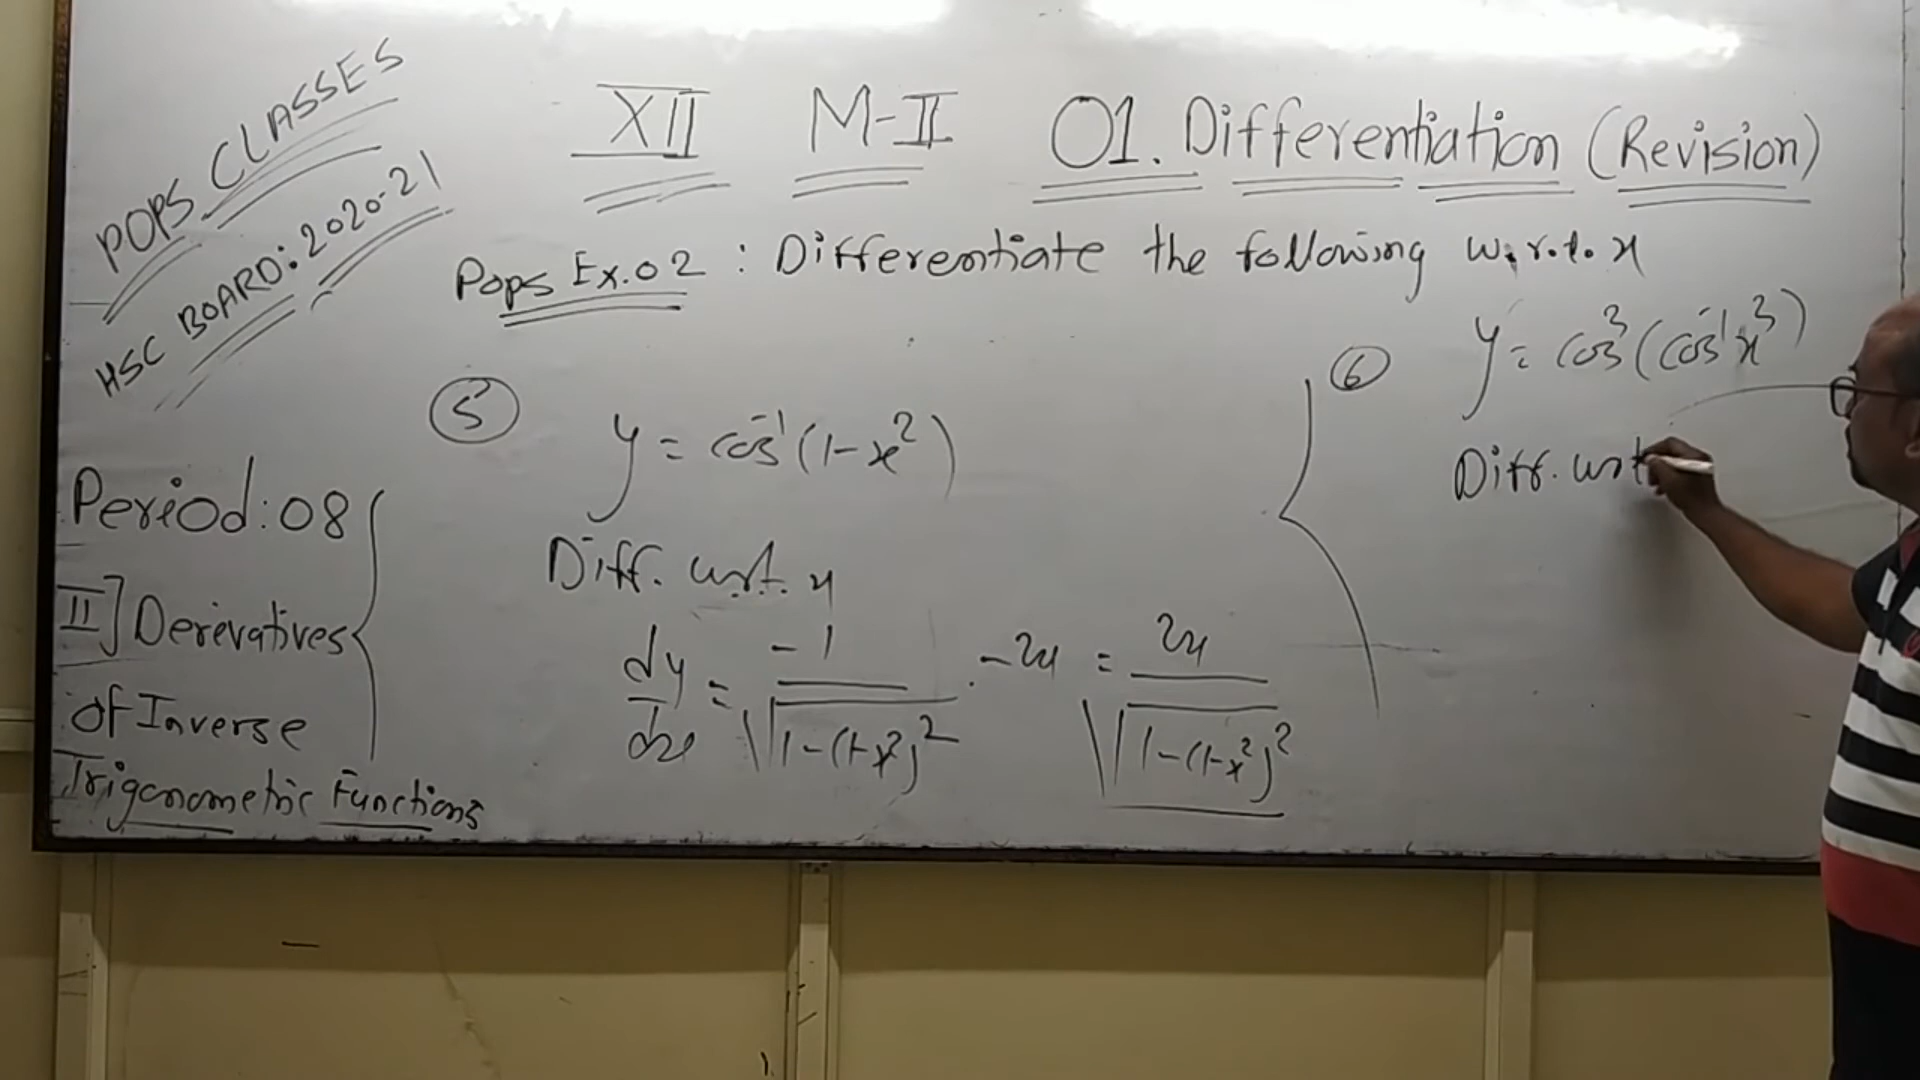 POPS CLASSES
HSC BOARD: 2020-21
XII M-II 01. Differentiation (Revision)
Pops Ex.02 : Differentiate the following w.r.t. x
Period: 08
II] Derevatives
of Inverse
Trigonometric Functions
5
y = cos⁻¹(1-x²)
Diff. w.r.t. x
dy/dx = -1/√(1-(1-x²)²) . -2x = 2x/√(1-(1-x²)²)
6
y = cos³(cos⁻¹x³)
Diff. wrt